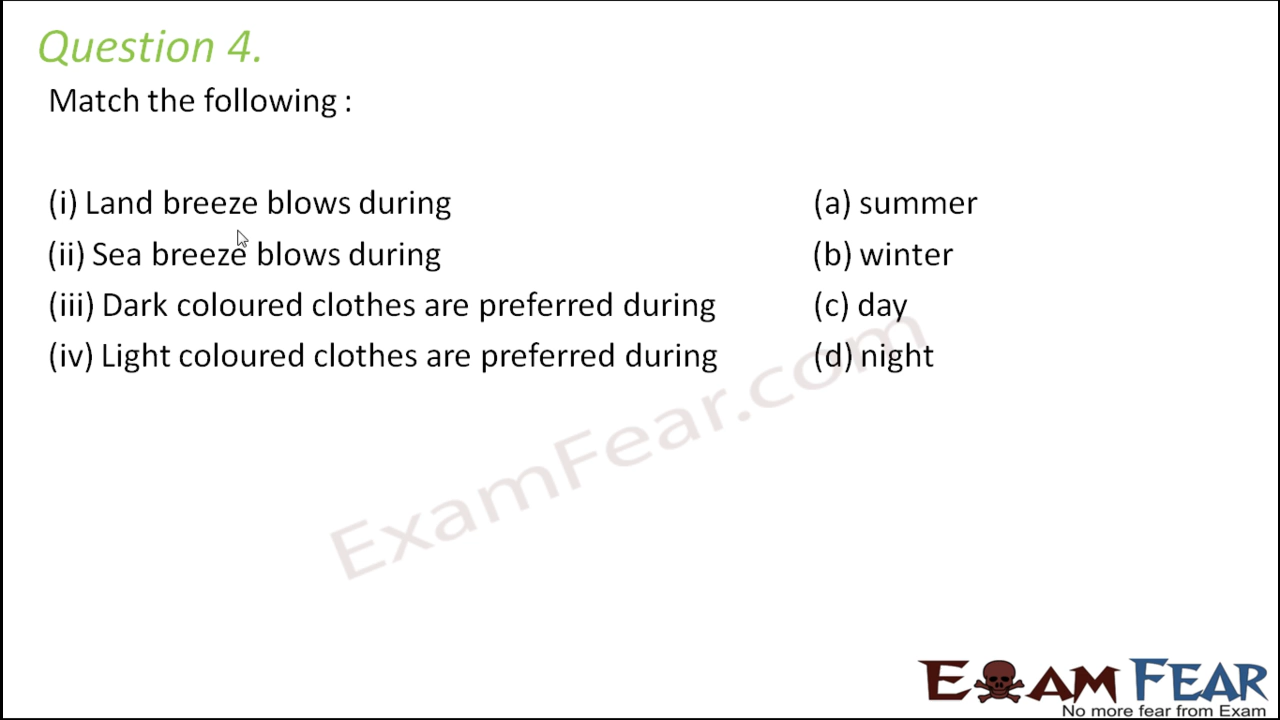 Question 4.
Match the following :
(i) Land breeze blows during (a) summer
(ii) Sea breeze blows during (b) winter
(iii) Dark coloured clothes are preferred during (c) day
(iv) Light coloured clothes are preferred during (d) night
ExamFear.com
EXAM FEAR
No more fear from Exam